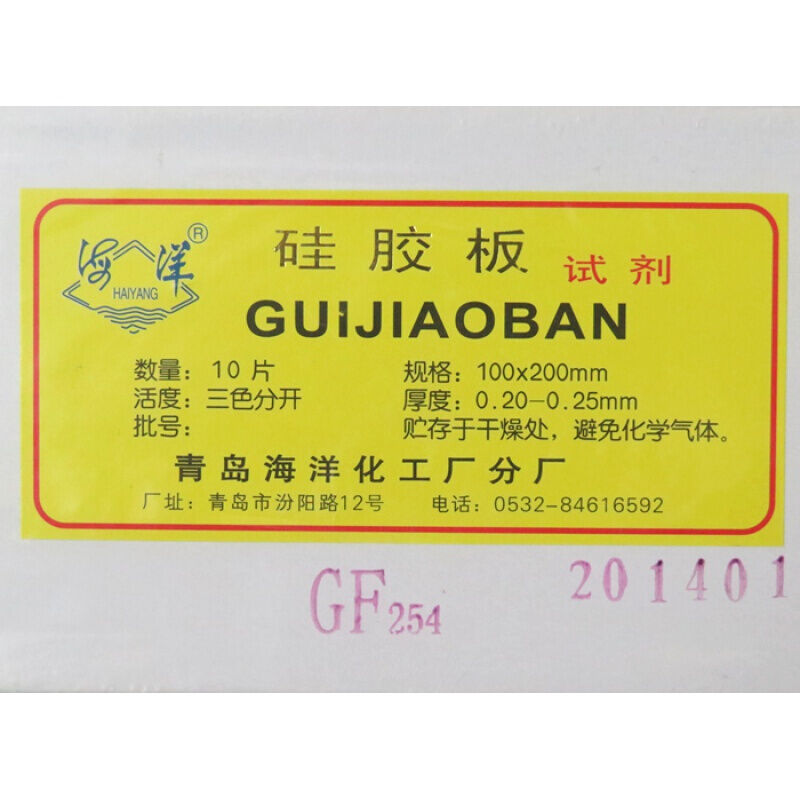 海洋®
HAIYANG
硅胶板 试剂
GUIJIAOBAN
数量：10片 规格：100x200mm
活度：三色分开 厚度：0.20-0.25mm
批号： 贮存于干燥处，避免化学气体。
青岛海洋化工厂分厂
厂址：青岛市汾阳路12号 电话：0532-84616592
GF254 201401